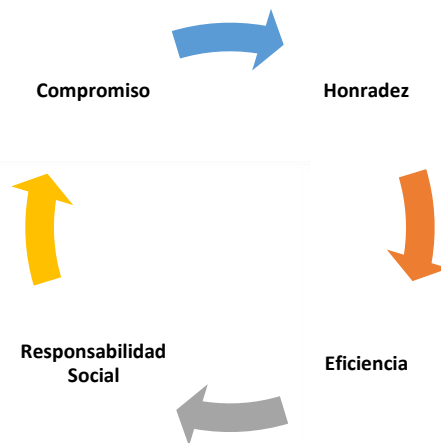 Compromiso
Honradez
Responsabilidad
Social
Eficiencia